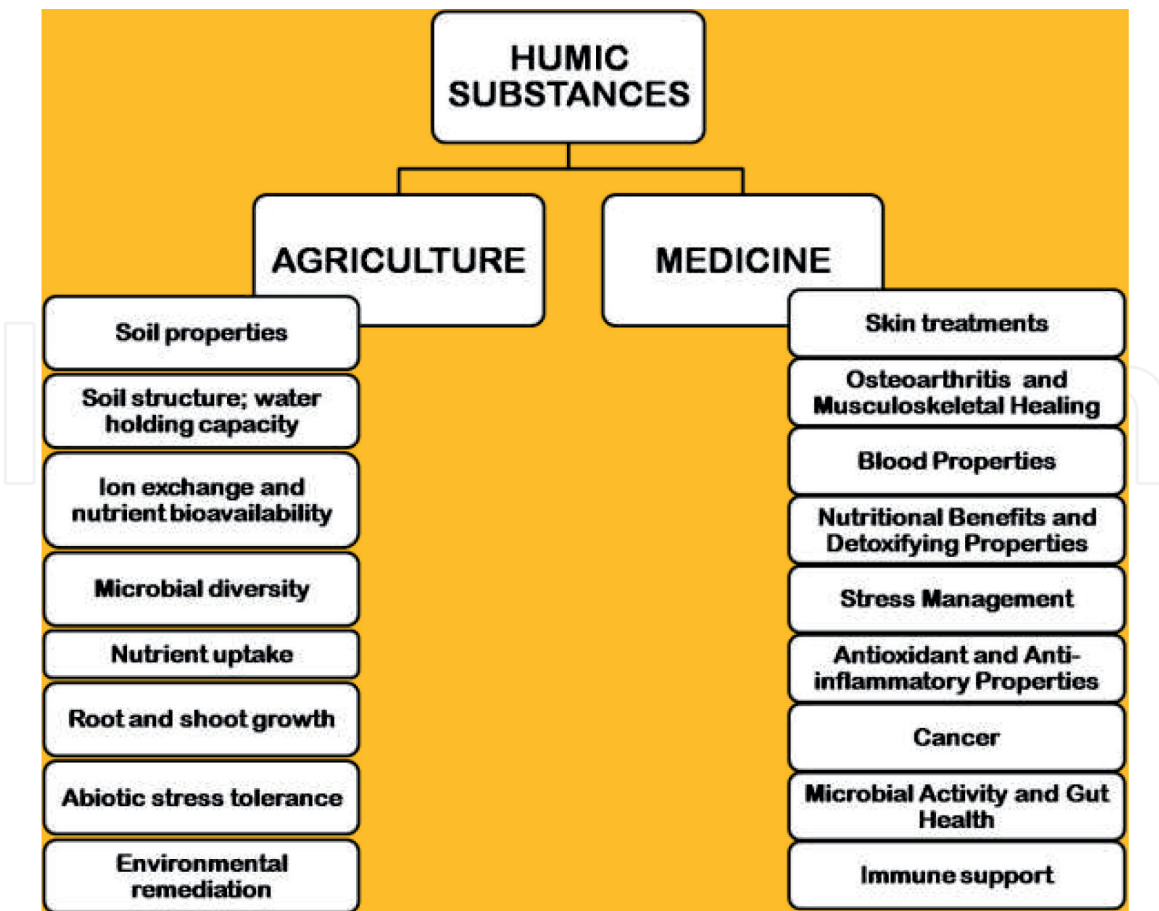 HUMIC
SUBSTANCES
AGRICULTURE
MEDICINE
Soil properties
Soil structure; water
holding capacity
Ion exchange and
nutrient bioavailability
Microbial diversity
Nutrient uptake
Root and shoot growth
Abiotic stress tolerance
Environmental
remediation
Skin treatments
Osteoarthritis and
Musculoskeletal Healing
Blood Properties
Nutritional Benefits and
Detoxifying Properties
Stress Management
Antioxidant and Anti-
inflammatory Properties
Cancer
Microbial Activity and Gut
Health
Immune support